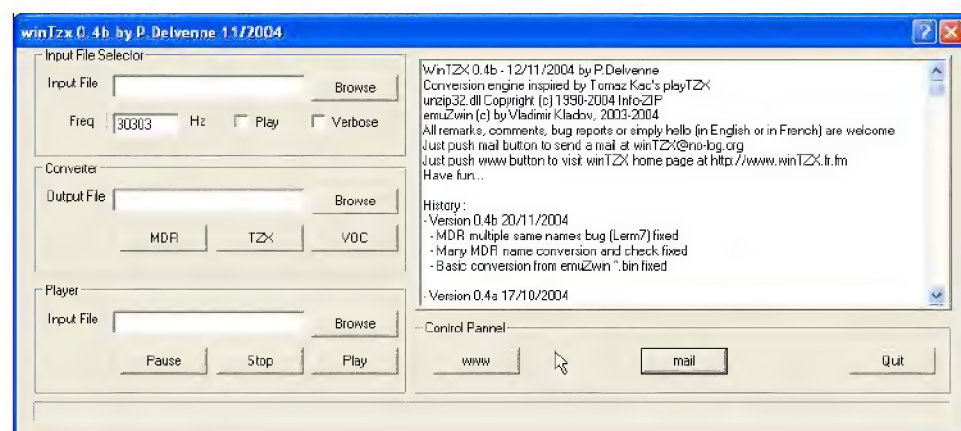 winTzx 0.4b by P.Delvenne 11/2004
Input File Selector
Input File
Browse
Freq
30303
Hz
Play
Verbose
Converter
Output File
Browse
MDR
TZX
VOC
Player
Input File
Browse
Pause
Stop
Play
WinTZX 0.4b - 12/11/2004 by P.Delvenne
Conversion engine inspired by Tomaz Kac's playTZX
unzip32.dll Copyright (c) 1990-2004 Info-ZIP
emuZwin (c) by Vladimir Kladov, 2003-2004
All remarks, comments, bug reports or simply hello (in English or in French) are welcome
Just push mail button to send a mail at winTZX@no-log.org
Just push www button to visit winTZX home page at http://www.winTZX.fr.fm
Have fun...
History :
- Version 0.4b 20/11/2004
- MDR multiple same names bug (Lerm7) fixed
- Many MDR name conversion and check fixed
- Basic conversion from emuZwin *.bin fixed
- Version 0.4a 17/10/2004
Control Pannel
www
mail
Quit